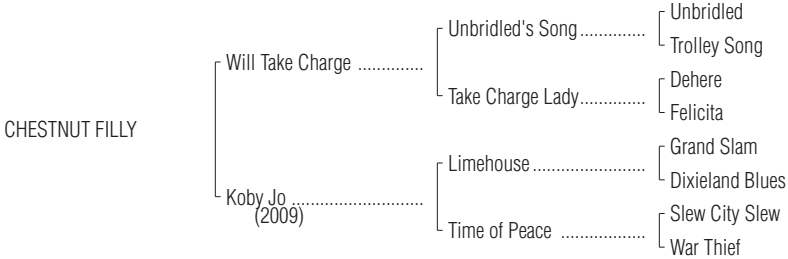 Unbridled
Unbridled's Song..............
Trolley Song
Will Take Charge ..............
Dehere
Take Charge Lady..............
Felicita
CHESTNUT FILLY
Grand Slam
Limehouse........................
Dixieland Blues
Koby Jo ............................
(2009)
Slew City Slew
Time of Peace ..................
War Thief